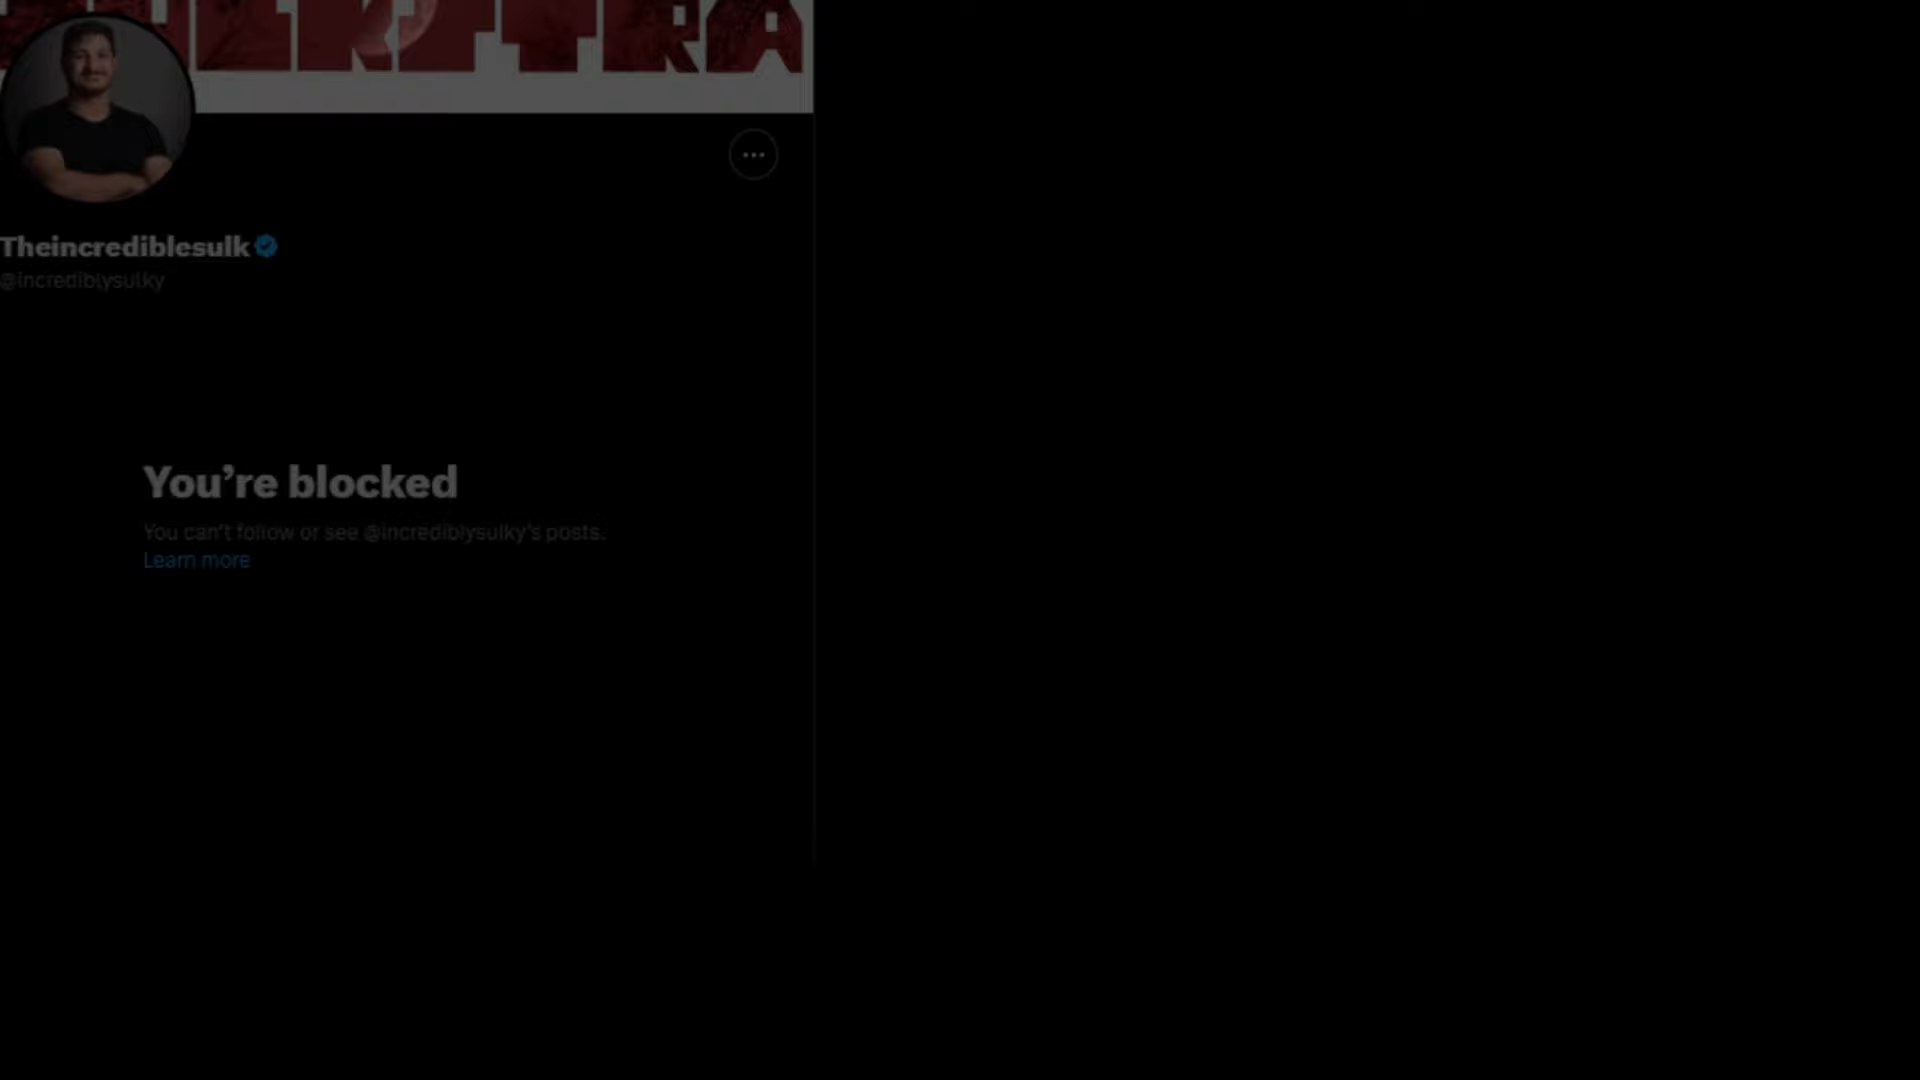 Theincrediblesulk
@incrediblysulky
You’re blocked
You can't follow or see @incrediblysulky's posts.
Learn more